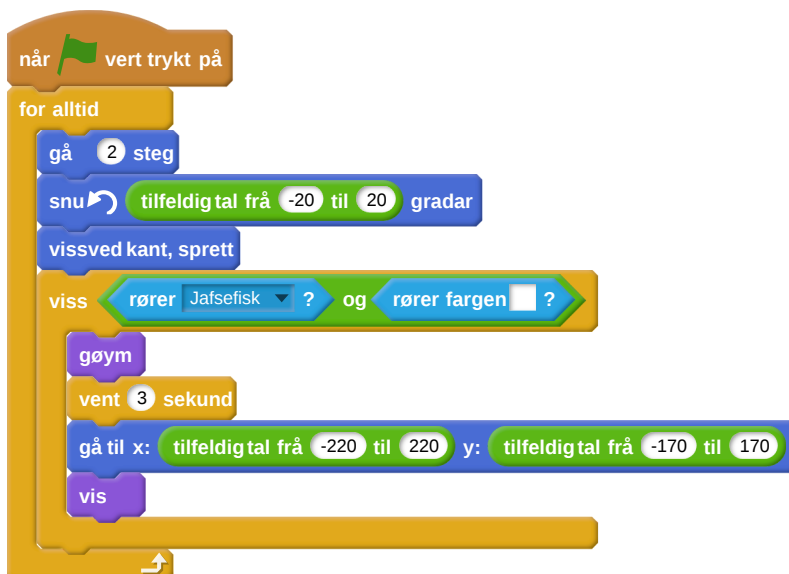 når vert trykt på
for alltid
gå 2 steg
snu tilfeldig tal frå -20 til 20 gradar
vissved kant, sprett
viss rører Jafsefisk ? og rører fargen ?
gøym
vent 3 sekund
gå til x: tilfeldig tal frå -220 til 220 y: tilfeldig tal frå -170 til 170
vis